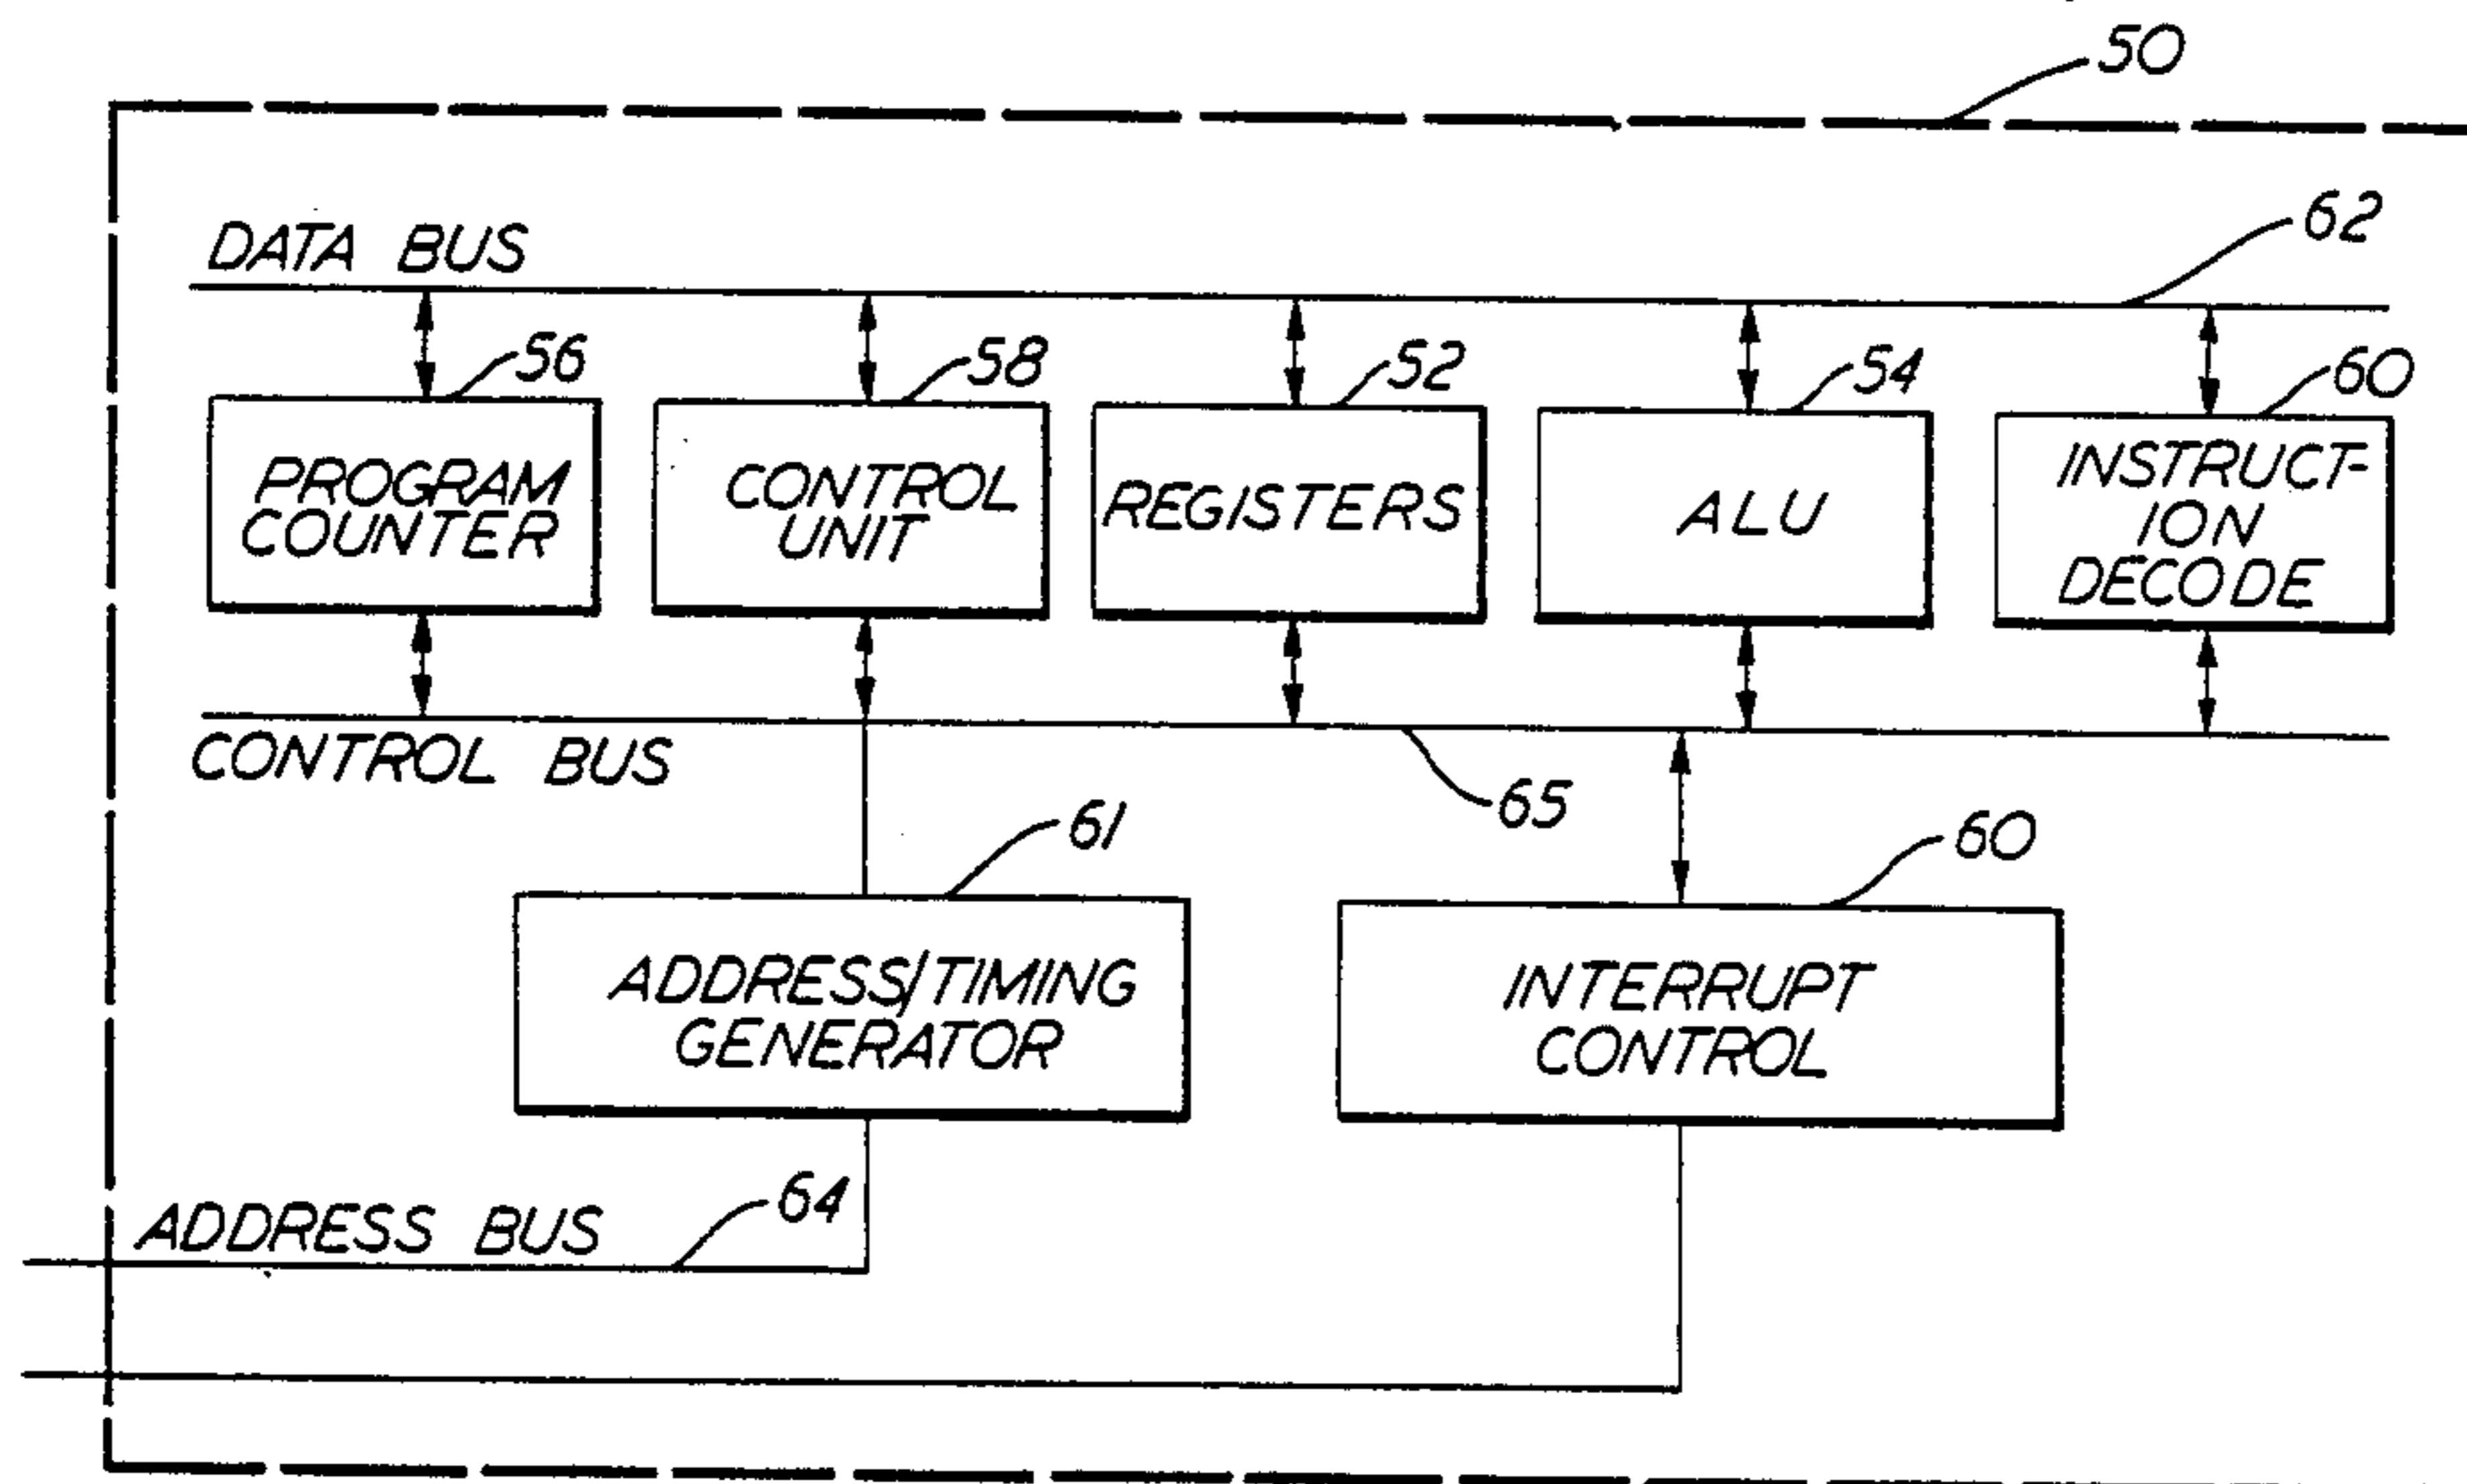 50
DATA BUS
62
56
58
52
54
60
PROGRAM
COUNTER
CONTROL
UNIT
REGISTERS
ALU
INSTRUCT-
ION
DECODE
CONTROL BUS
65
61
60
ADDRESS/TIMING
GENERATOR
INTERRUPT
CONTROL
64
ADDRESS BUS